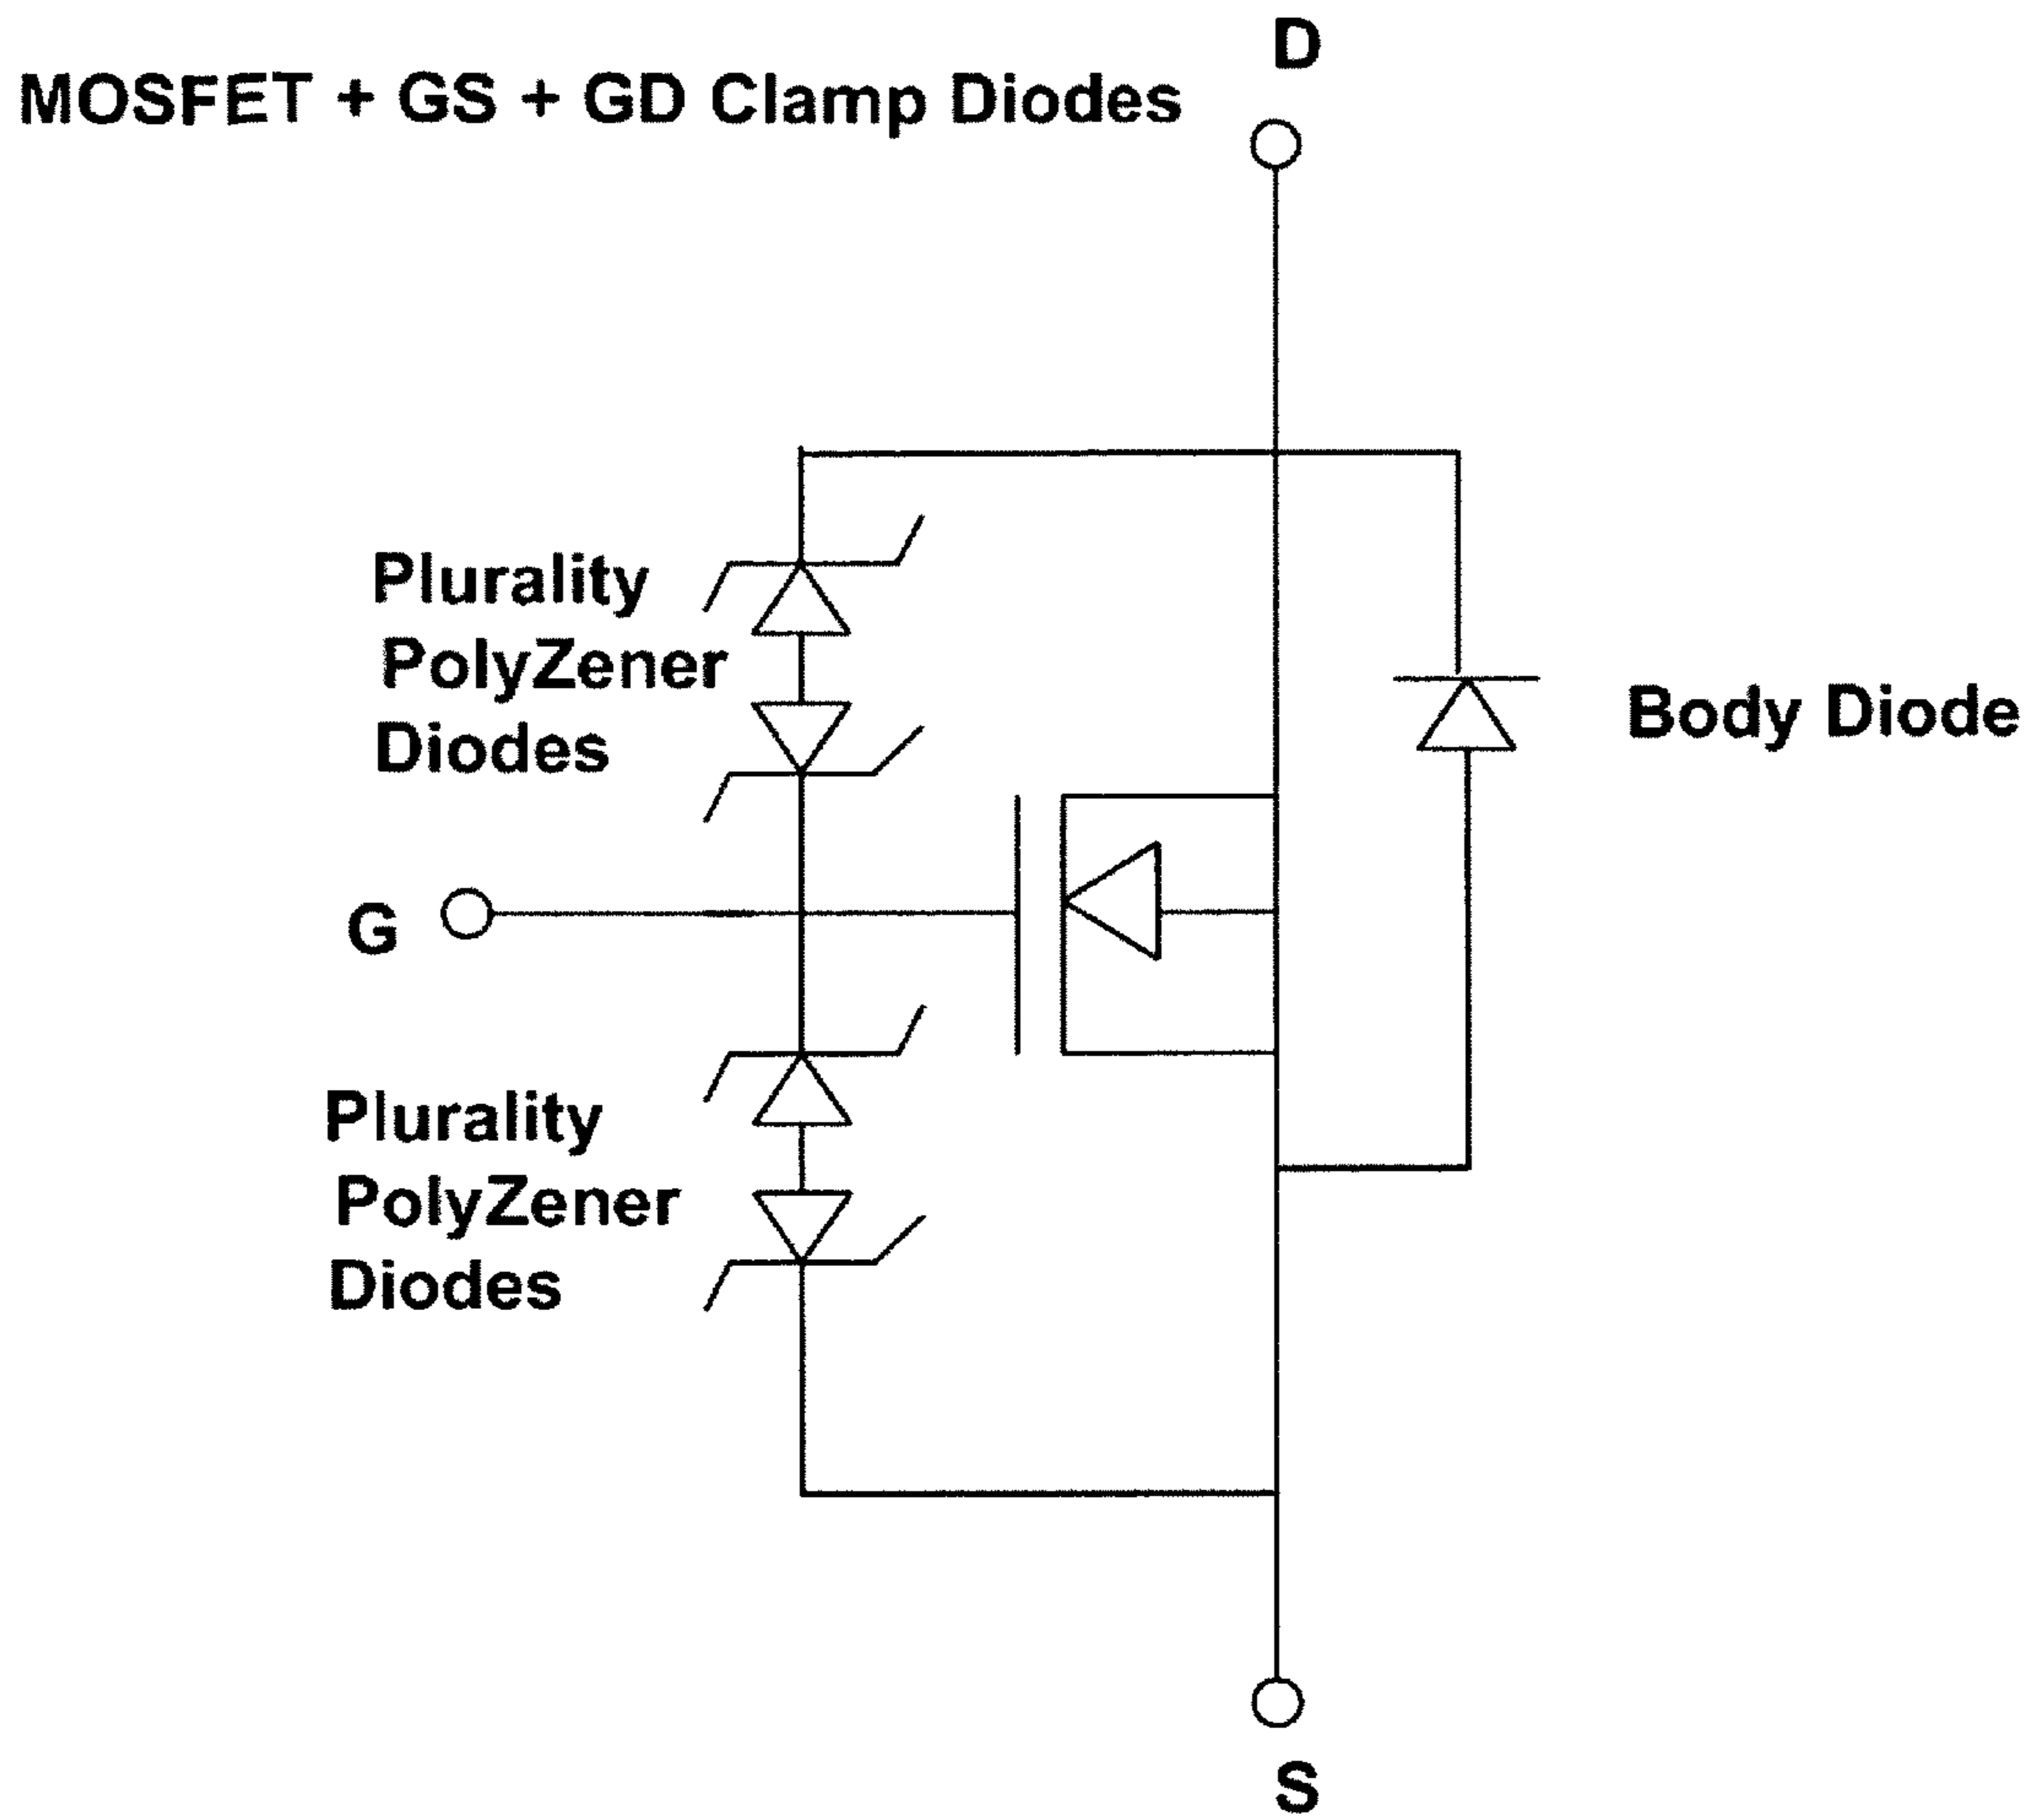 D
MOSFET + GS + GD Clamp Diodes
Plurality
PolyZener
Diodes
Body Diode
G
Plurality
PolyZener
Diodes
S